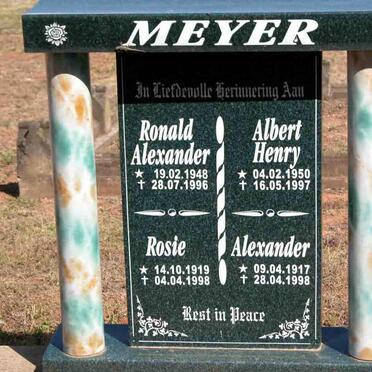 MEYER
In Liefdevolle Herinnering Aan
Ronald Alexander
★ 19.02.1948
✝ 28.07.1996
Albert Henry
★ 04.02.1950
✝ 16.05.1997
Rosie
★ 14.10.1919
✝ 04.04.1998
Alexander
★ 09.04.1917
✝ 28.04.1998
Rest in Peace